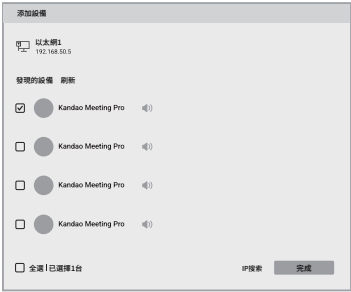 添加設備
以太網1
192.168.50.5
發現的設備 刷新
Kandao Meeting Pro
Kandao Meeting Pro
Kandao Meeting Pro
Kandao Meeting Pro
全選 | 已選擇1台 IP搜索 完成